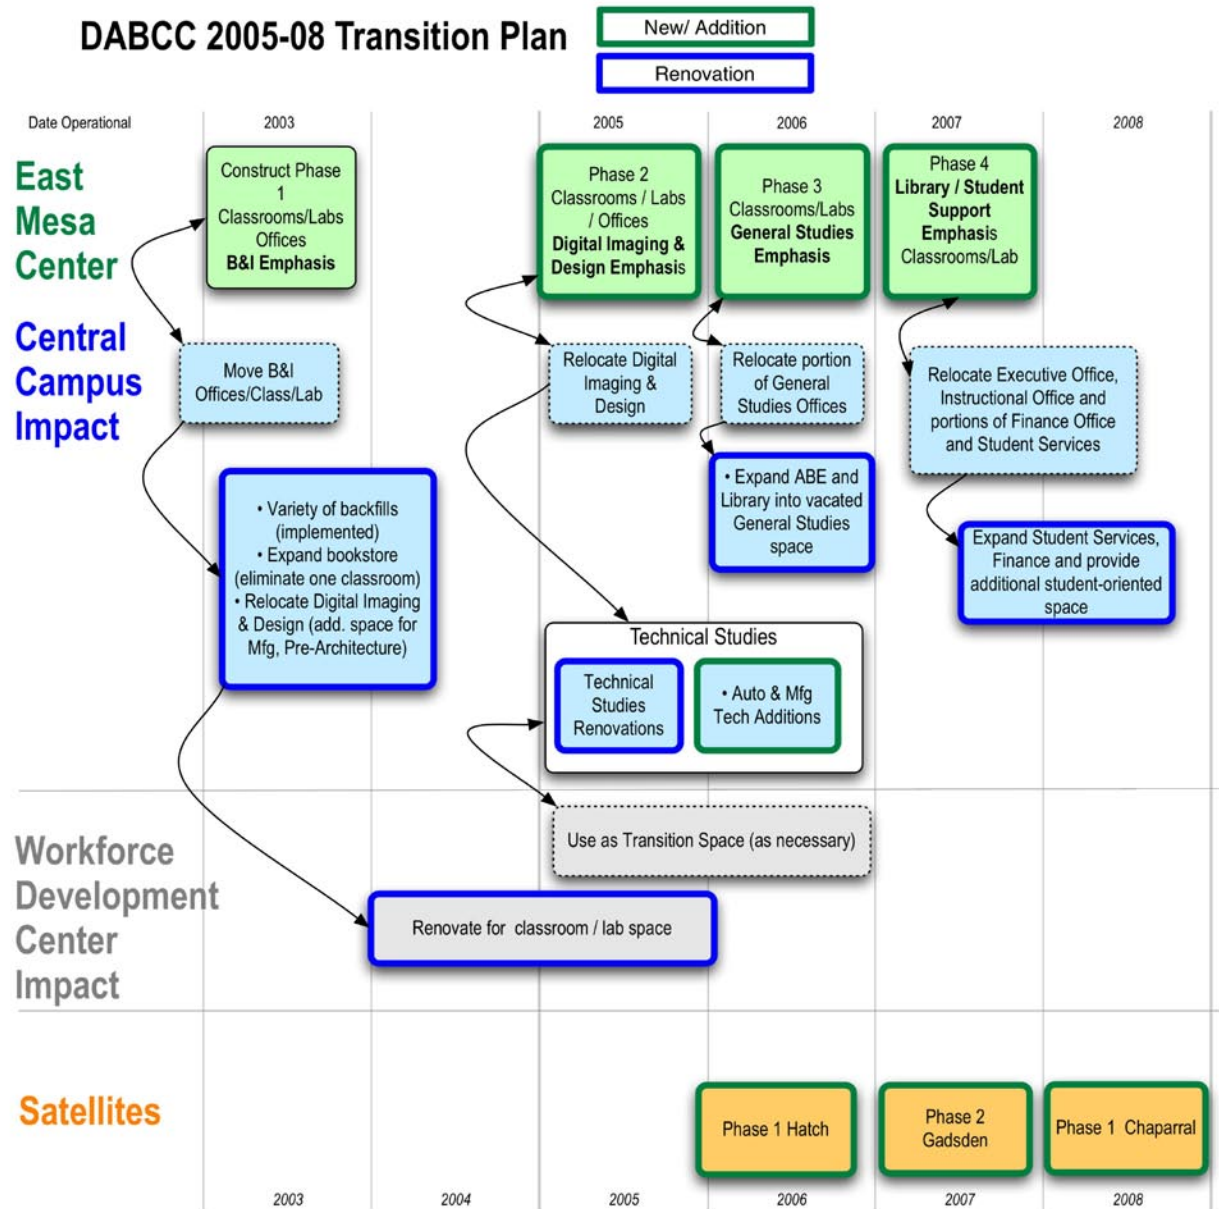 DABCC 2005-08 Transition Plan
New/ Addition
Renovation
Date Operational
2003
2005
2006
2007
2008
East
Mesa
Center
Construct Phase
1
Classrooms/Labs
Offices
B&I Emphasis
Phase 2
Classrooms / Labs
/ Offices
Digital Imaging &
Design Emphasis
Phase 3
Classrooms/Labs
General Studies
Emphasis
Phase 4
Library / Student
Support
Emphasis
Classrooms/Lab
Central
Campus
Impact
Move B&I
Offices/Class/Lab
Relocate Digital
Imaging &
Design
Relocate portion
of General
Studies Offices
Relocate Executive Office,
Instructional Office and
portions of Finance Office
and Student Services
• Variety of backfills
(implemented)
• Expand bookstore
(eliminate one classroom)
• Relocate Digital Imaging
& Design (add. space for
Mfg, Pre-Architecture)
• Expand ABE and
Library into vacated
General Studies
space
Expand Student Services,
Finance and provide
additional student-oriented
space
Technical Studies
Technical
Studies
Renovations
• Auto & Mfg
Tech Additions
Workforce
Development
Center
Impact
Use as Transition Space (as necessary)
Renovate for classroom / lab space
Satellites
Phase 1 Hatch
Phase 2
Gadsden
Phase 1 Chaparral
2003
2004
2005
2006
2007
2008